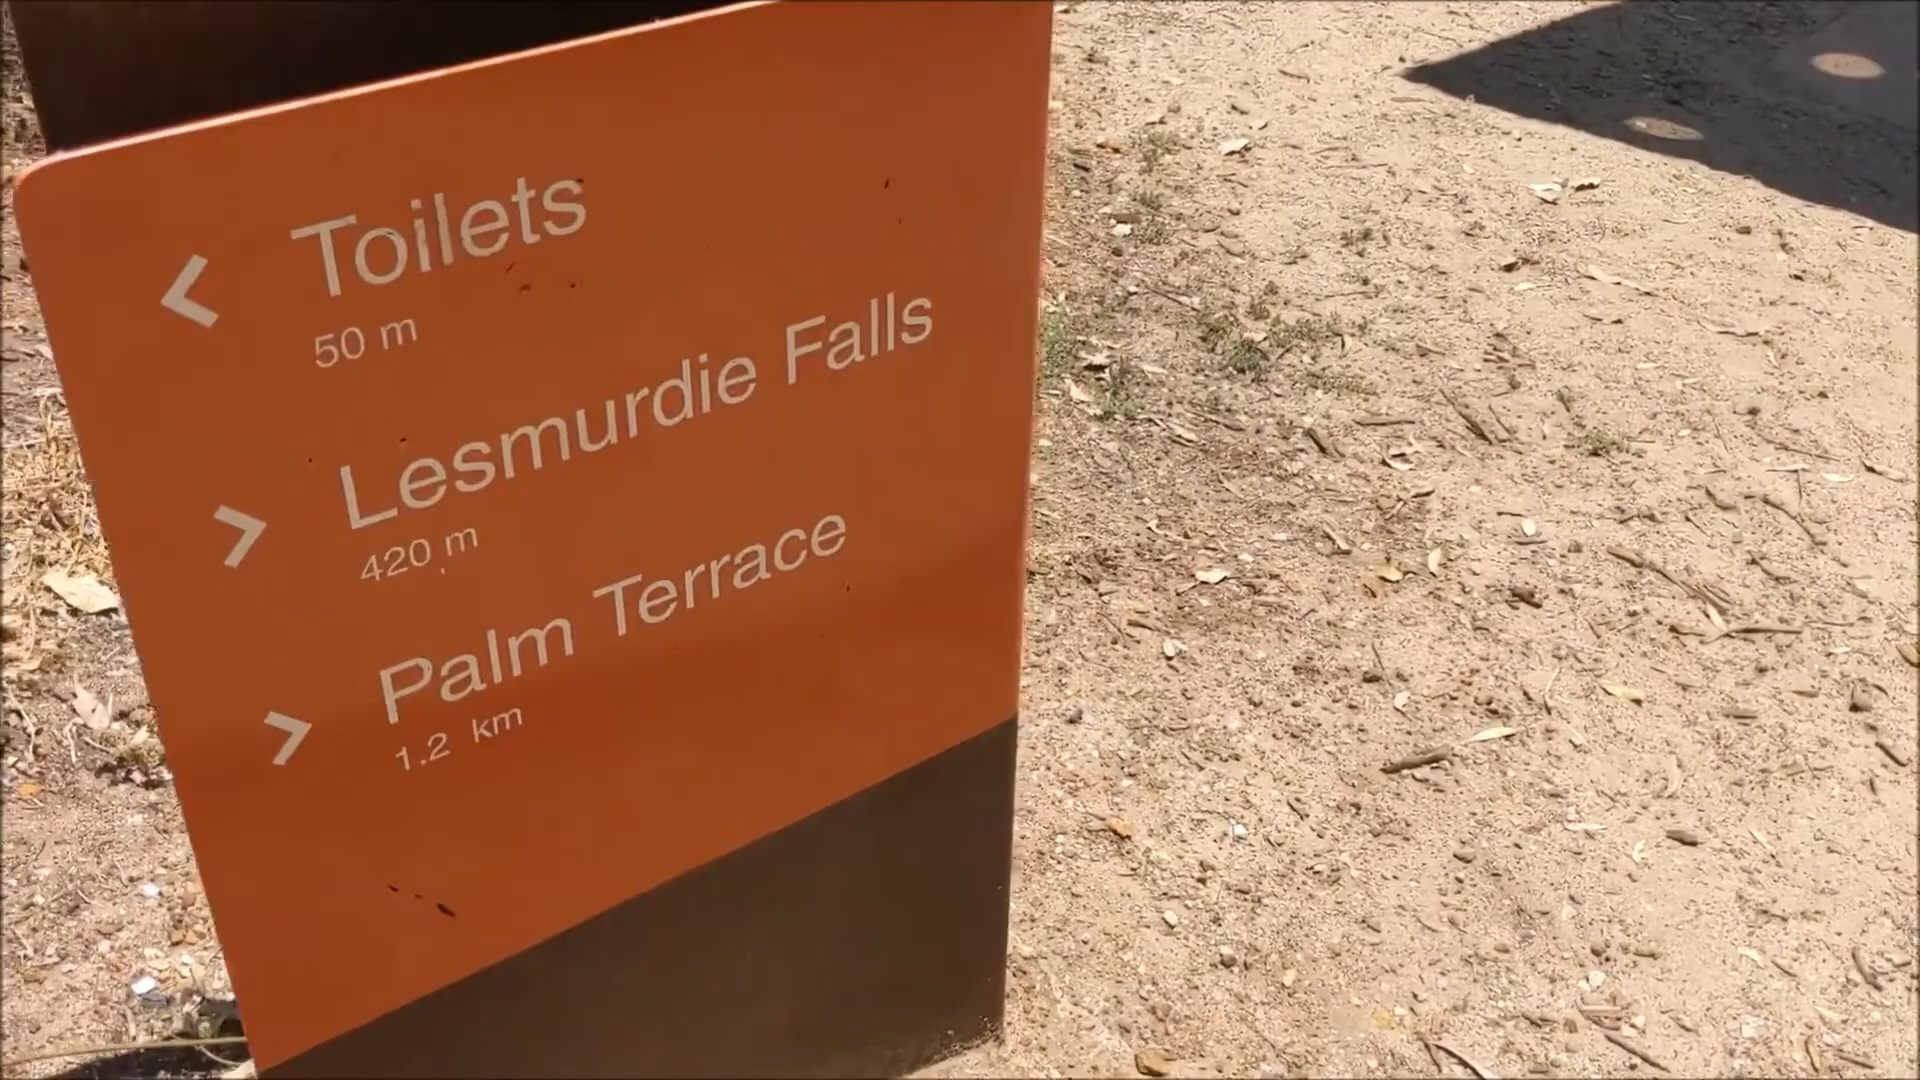 < Toilets
50 m
> Lesmurdie Falls
420 m
> Palm Terrace
1.2 km